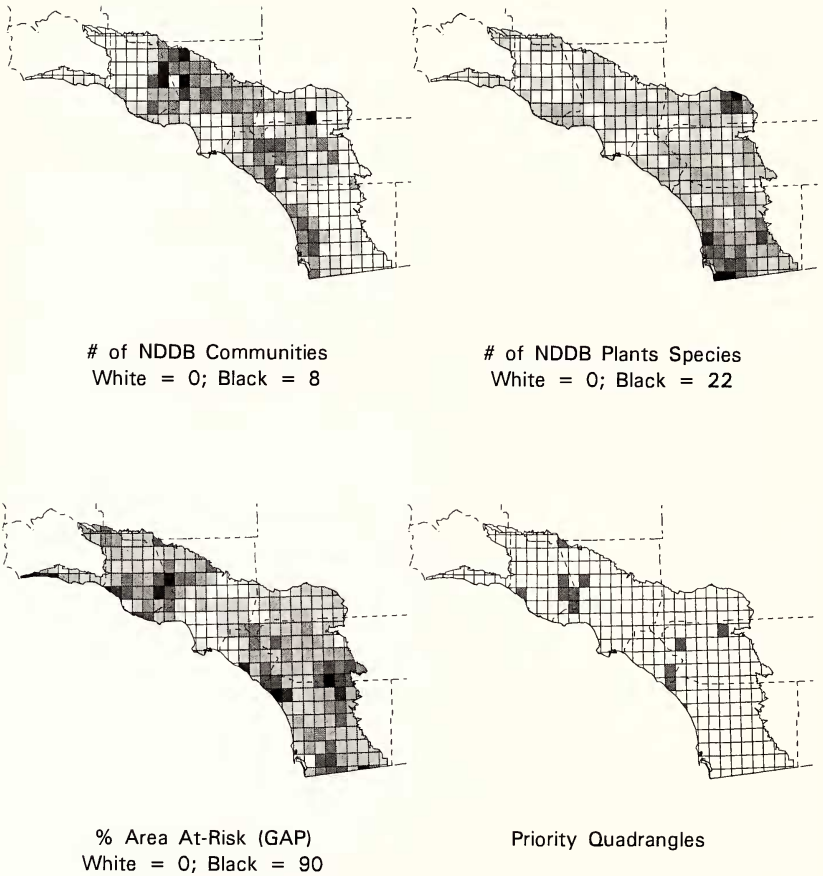 # of NDDB Communities
White = 0; Black = 8
# of NDDB Plants Species
White = 0; Black = 22
% Area At-Risk (GAP)
White = 0; Black = 90
Priority Quadrangles